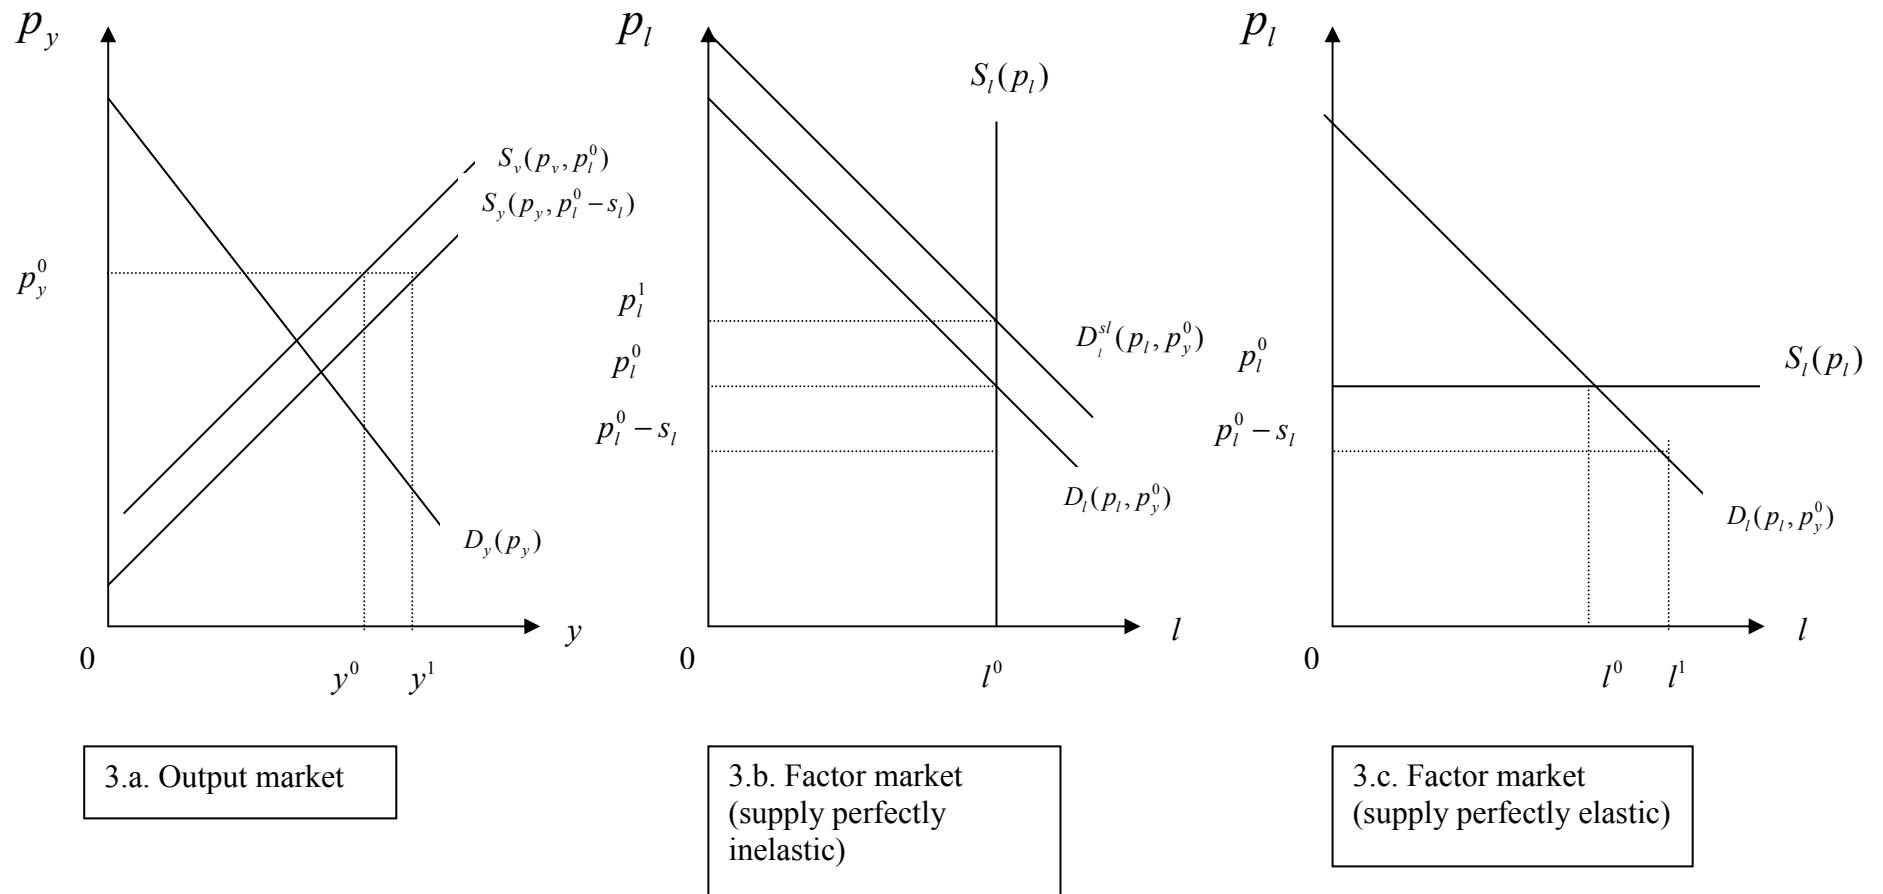 p_y
S_v(p_v, p_l^0)
S_y(p_y, p_l^0 − s_l)
p_y^0
D_y(p_y)
y
0
y^0
y^1
3.a. Output market
p_l
S_l(p_l)
p_l^1
D_l^{sl}(p_l, p_y^0)
p_l^0
p_l^0 − s_l
D_l(p_l, p_y^0)
l
0
l^0
3.b. Factor market
(supply perfectly
inelastic)
p_l
p_l^0
S_l(p_l)
p_l^0 − s_l
D_l(p_l, p_y^0)
l
0
l^0
l^1
3.c. Factor market
(supply perfectly elastic)